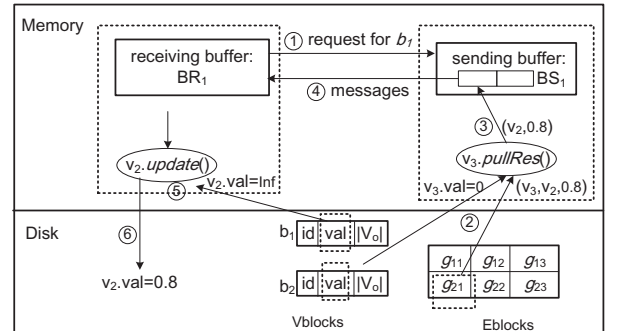 Memory
① request for b₁
receiving buffer:
BR₁
sending buffer:
BS₁
④ messages
③ (v₂,0.8)
v₂.update()
v₃.pullRes()
⑤
v₂.val=Inf
v₃.val=0
(v₃,v₂,0.8)
Disk
⑥
②
b₁ id val |Vₒ|
g₁₁ g₁₂ g₁₃
v₂.val=0.8
b₂ id val |Vₒ|
g₂₁ g₂₂ g₂₃
Vblocks
Eblocks